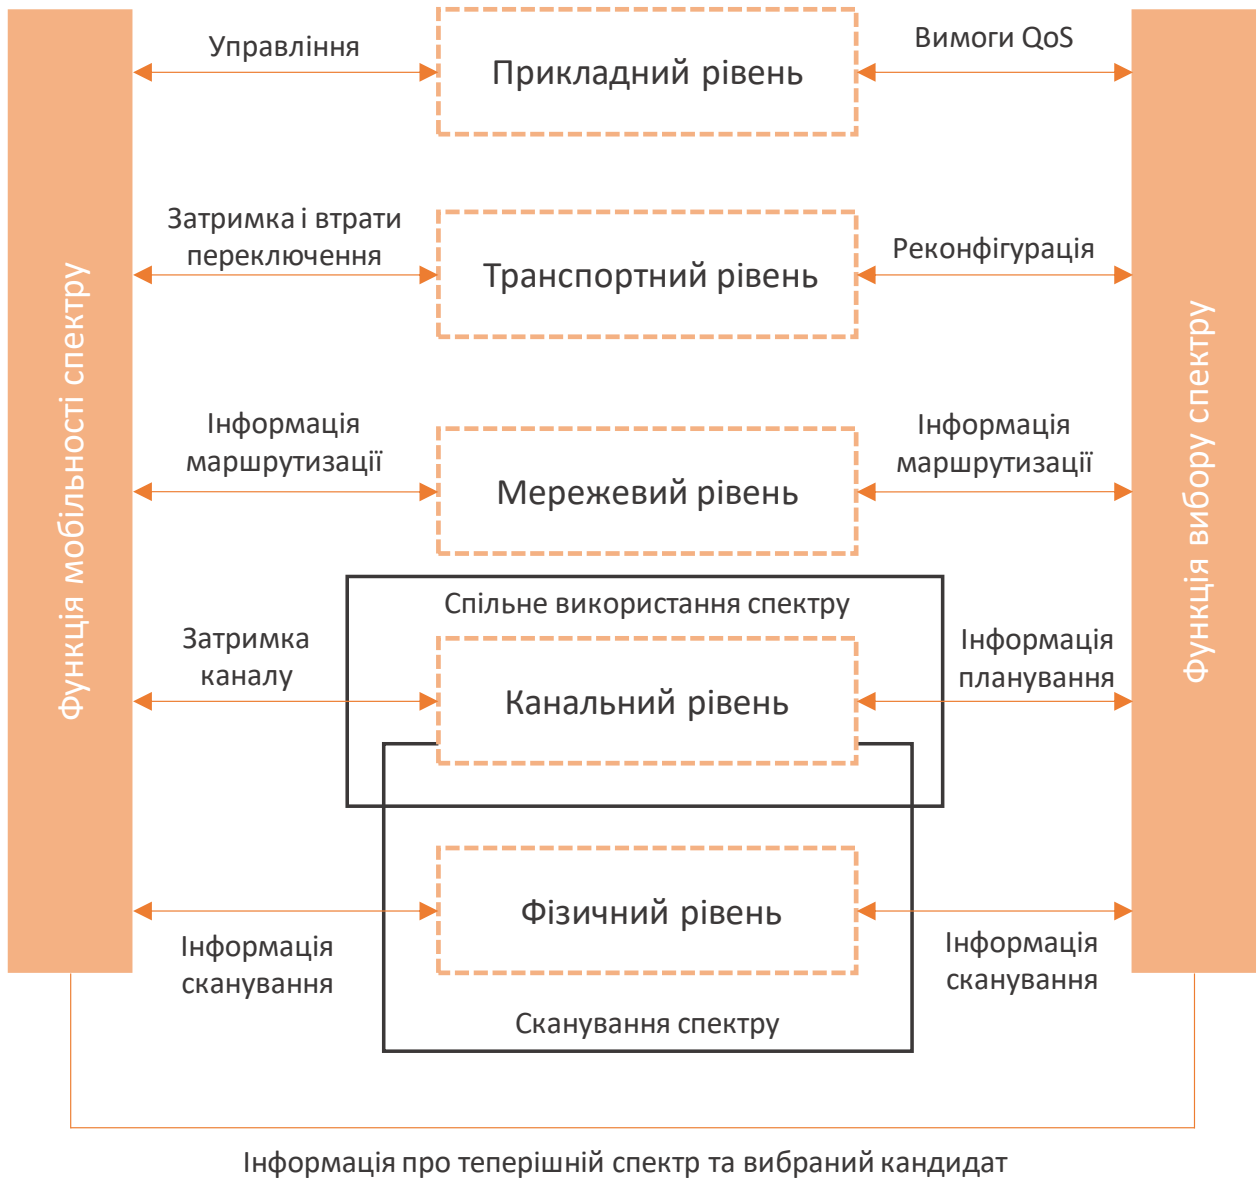 Управління
Прикладний рівень
Вимоги QoS
Затримка і втрати
переключення
Транспортний рівень
Реконфігурація
Функція мобільності спектру
Функція вибору спектру
Інформація
маршрутизації
Мережевий рівень
Інформація
маршрутизації
Спільне використання спектру
Затримка
каналу
Канальний рівень
Інформація
планування
Фізичний рівень
Інформація
сканування
Інформація
сканування
Сканування спектру
Інформація про теперішній спектр та вибраний кандидат